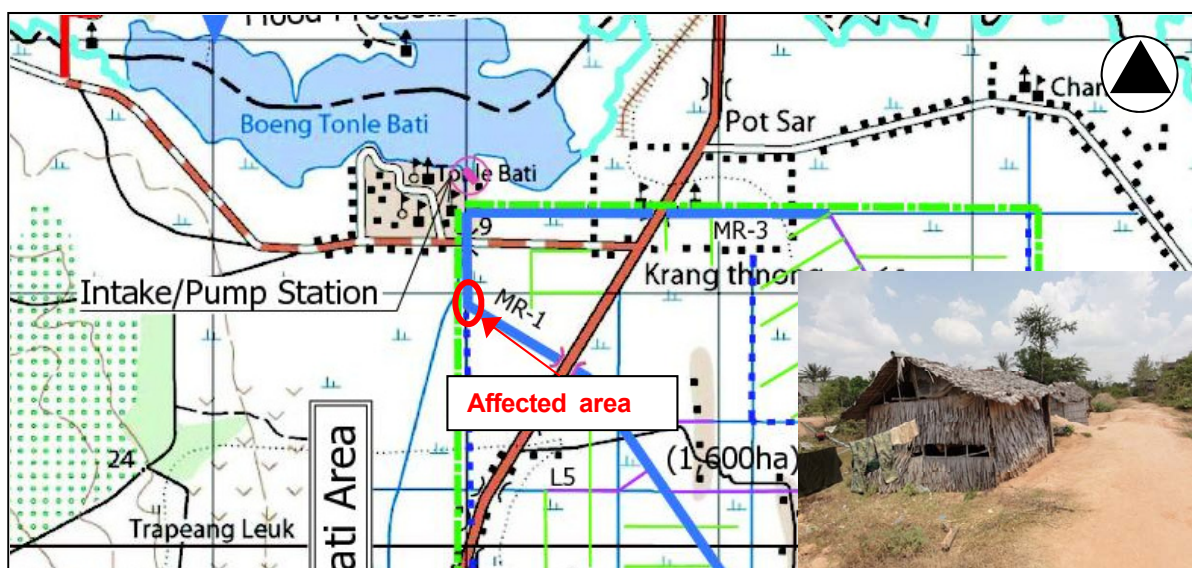 Boeng Tonle Bati
Pot Sar
Tonle Bati
9
MR-3
Krang thnong
Intake/Pump Station
MR-1
Affected area
24
(1,600ha)
L5
Trapeang Leuk
ati Area